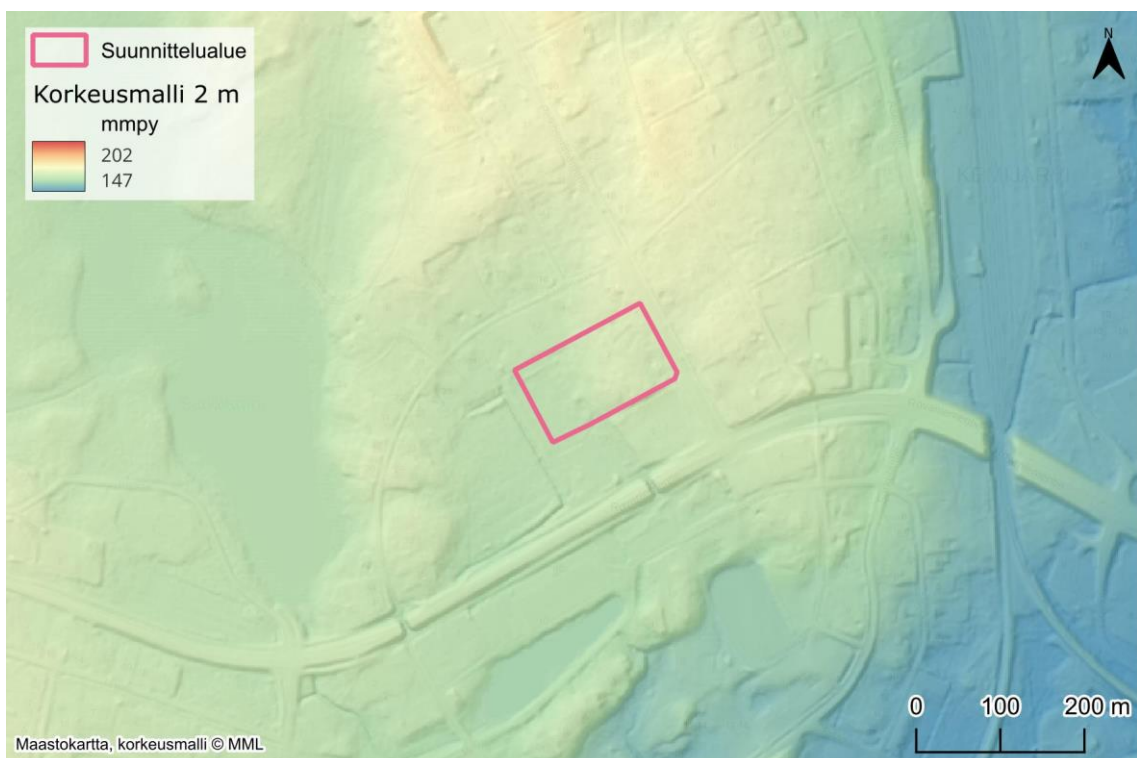 Suunnittelualue
Korkeusmalli 2 m
mmpy
202
147
N
0 100 200 m
Maastokartta, korkeusmalli © MML